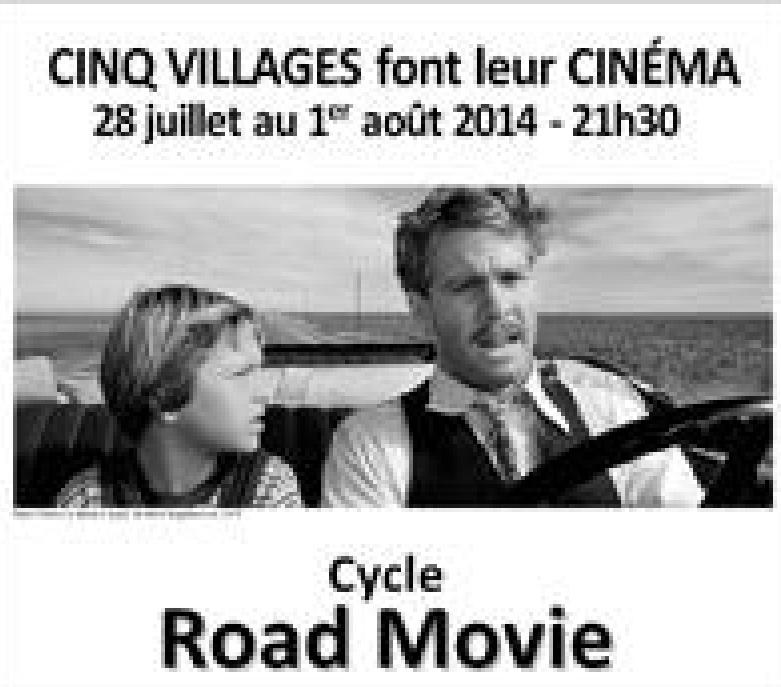 CINQ VILLAGES font leur CINÉMA
28 juillet au 1er août 2014 - 21h30
Cycle
Road Movie